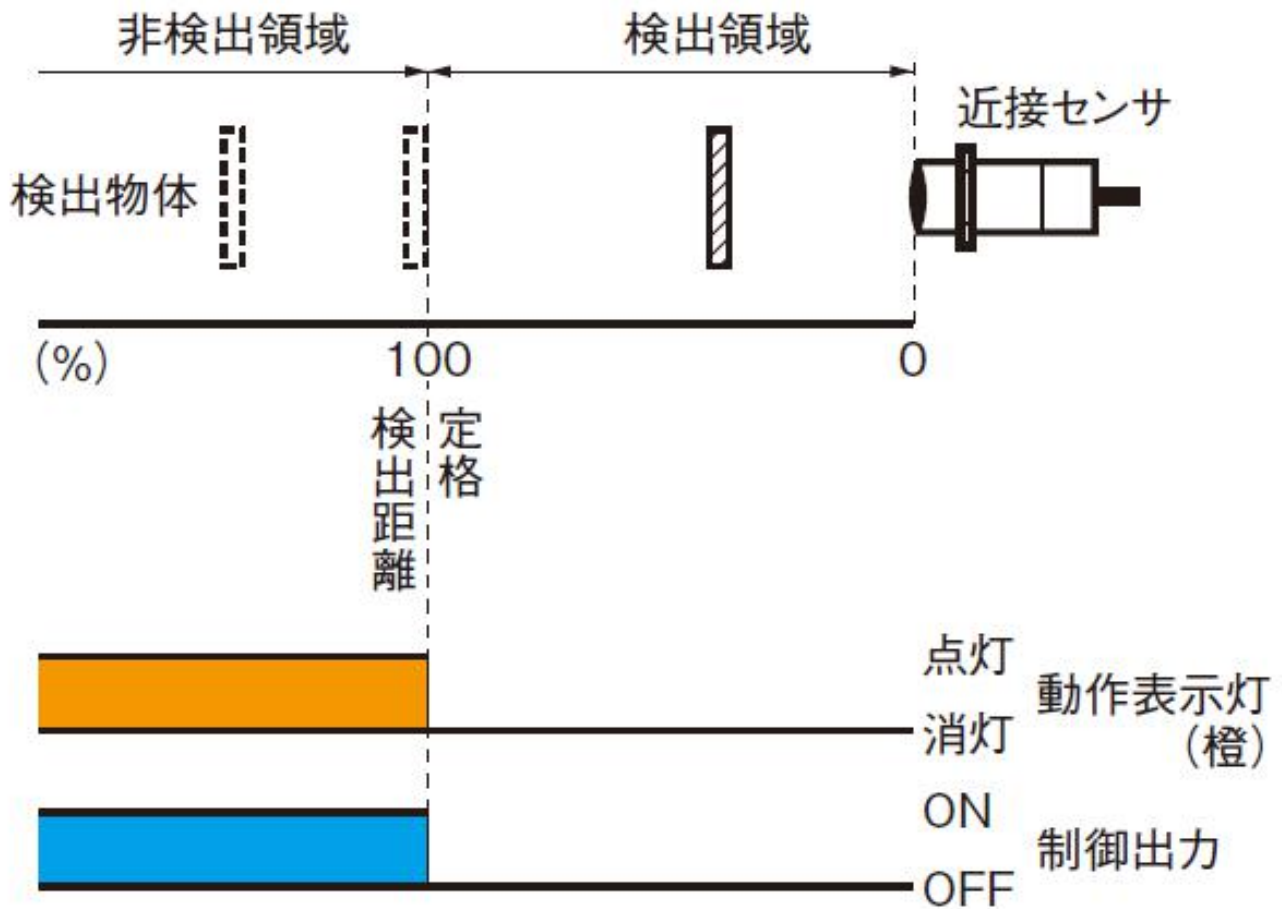 非検出領域
検出領域
近接センサ
検出物体
(%)
100
0
定格
検出距離
点灯
消灯
動作表示灯
(橙)
ON
OFF
制御出力